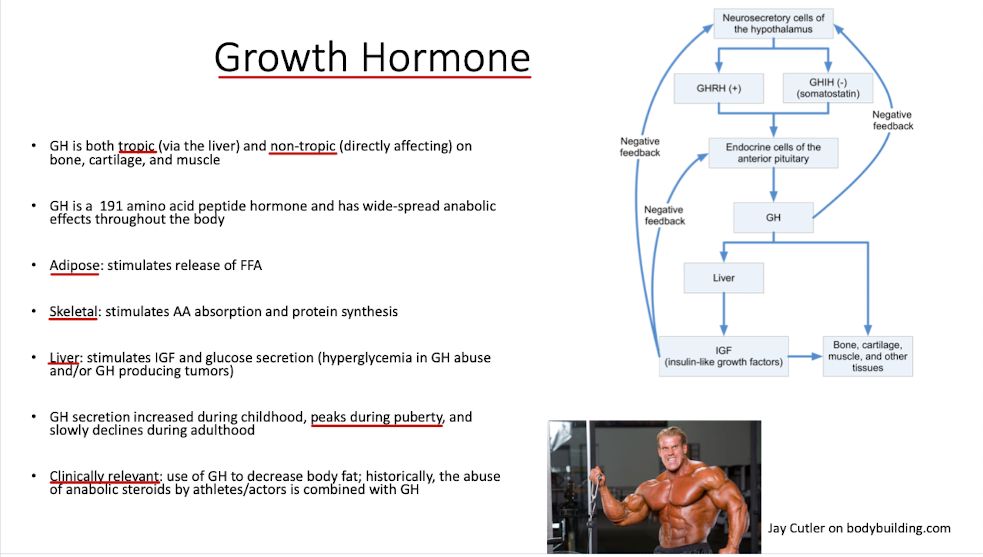 Growth Hormone
• GH is both tropic (via the liver) and non-tropic (directly affecting) on
bone, cartilage, and muscle
• GH is a  191 amino acid peptide hormone and has wide-spread anabolic
effects throughout the body
• Adipose: stimulates release of FFA
• Skeletal: stimulates AA absorption and protein synthesis
• Liver: stimulates IGF and glucose secretion (hyperglycemia in GH abuse
and/or GH producing tumors)
• GH secretion increased during childhood, peaks during puberty, and
slowly declines during adulthood
• Clinically relevant: use of GH to decrease body fat; historically, the abuse
of anabolic steroids by athletes/actors is combined with GH
Neurosecretory cells of
the hypothalamus
GHRH (+)
GHIH (-)
(somatostatin)
Negative
feedback
Negative
feedback
Endocrine cells of the
anterior pituitary
Negative
feedback
GH
Liver
IGF
(insulin-like growth factors)
Bone, cartilage,
muscle, and other
tissues
Jay Cutler on bodybuilding.com